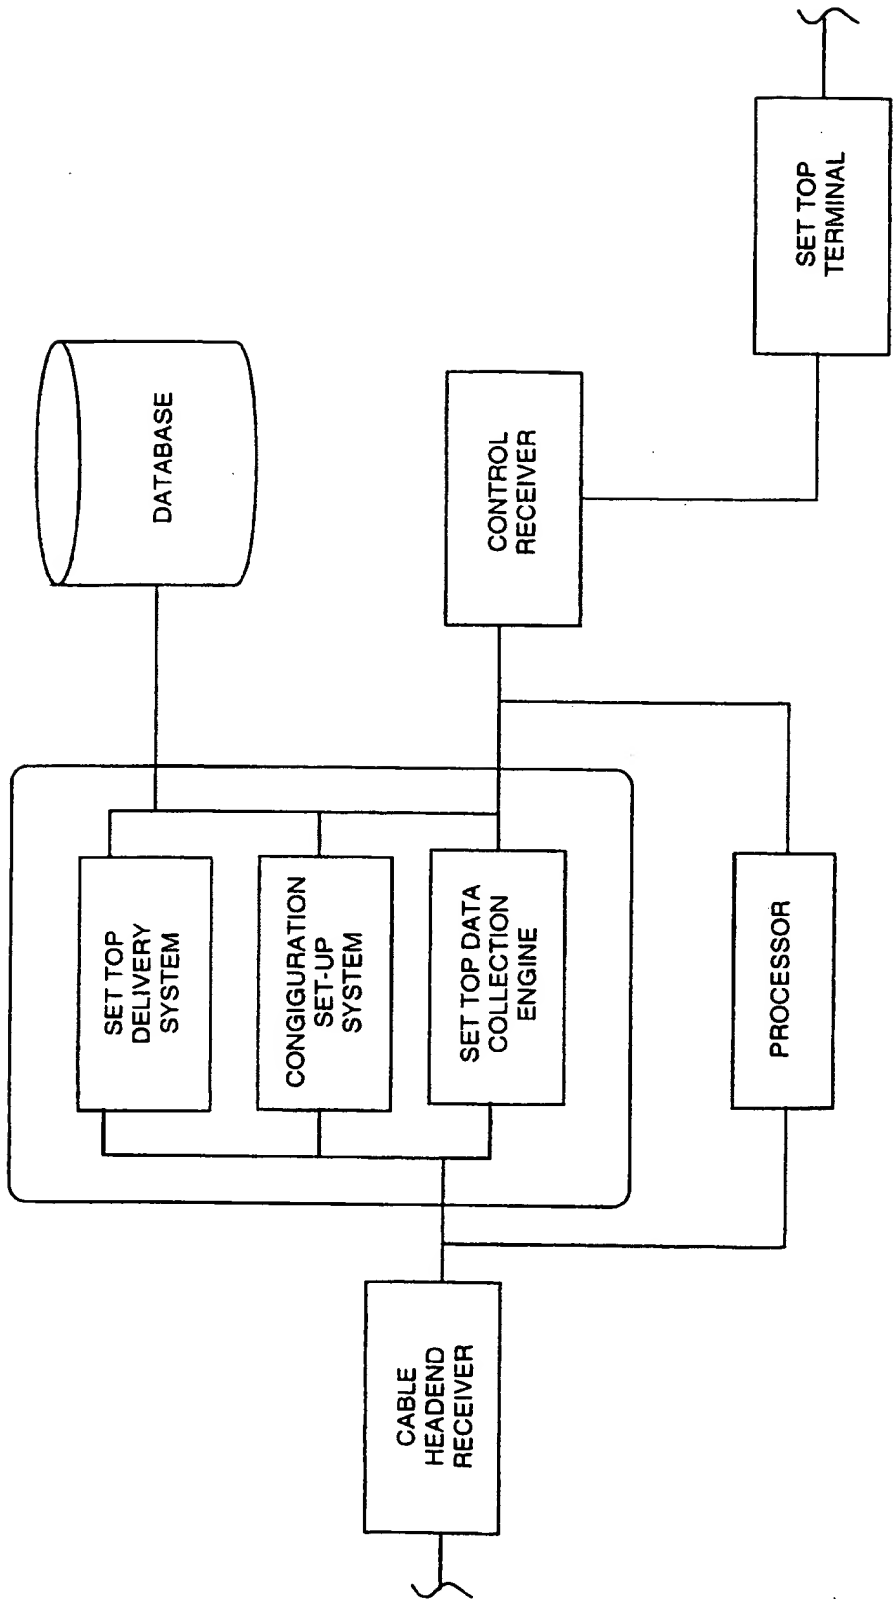 CABLE
HEADEND
RECEIVER
SET TOP
DELIVERY
SYSTEM
CONGIGURATION
SET-UP
SYSTEM
SET TOP DATA
COLLECTION
ENGINE
PROCESSOR
DATABASE
CONTROL
RECEIVER
SET TOP
TERMINAL